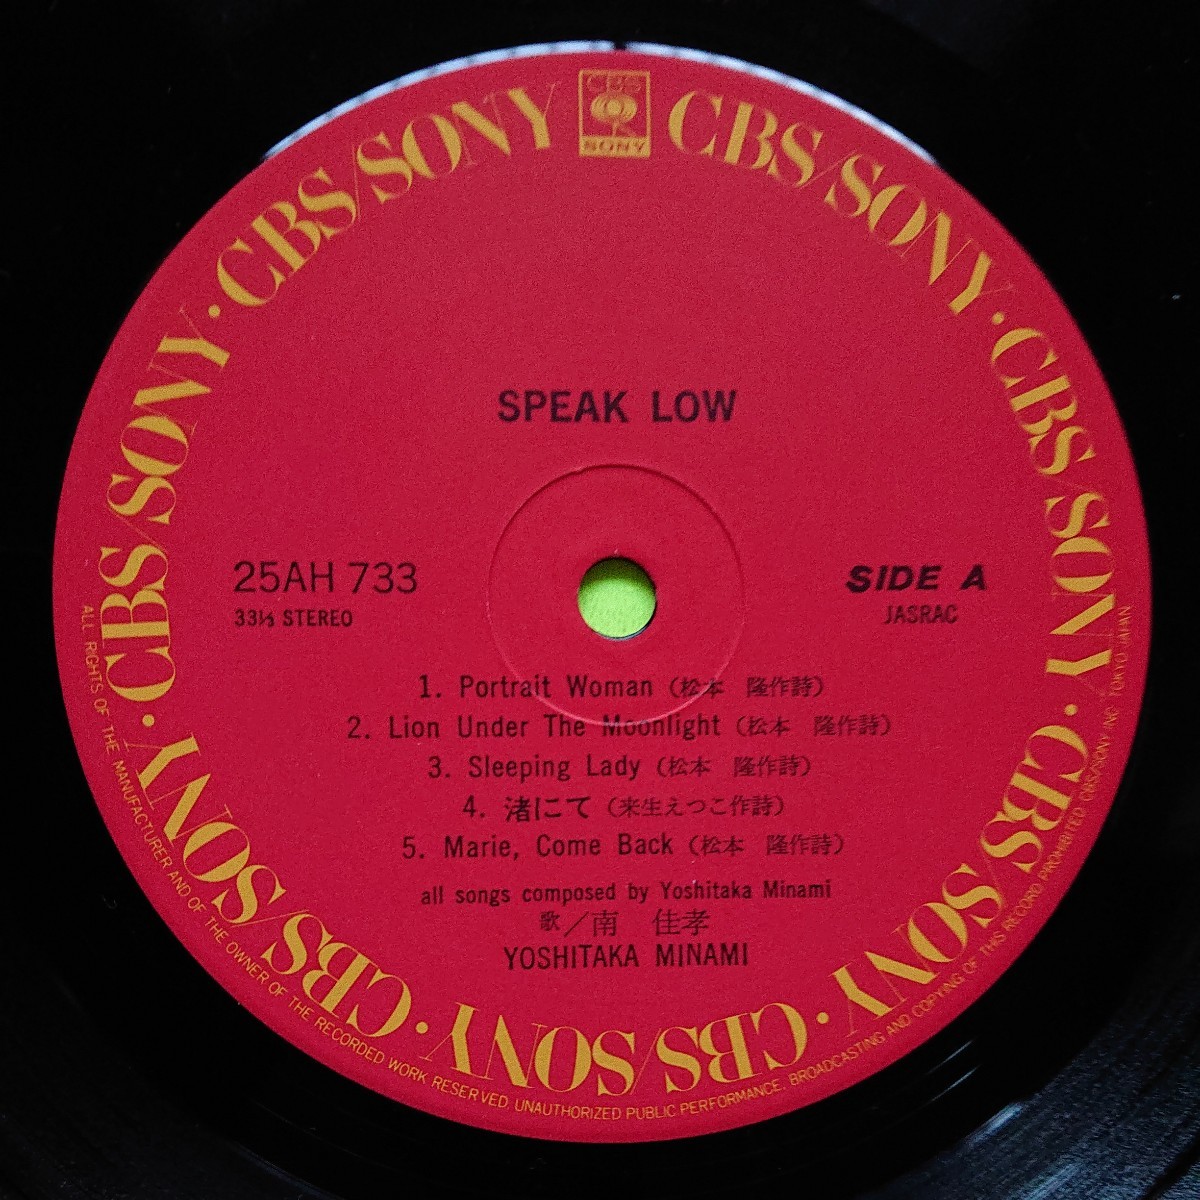 CBS
SONY
CBS/SONY · CBS/SONY · CBS/SONY · CBS/SONY · CBS/SONY · CBS/SONY · CBS/SONY · CBS/SONY
SPEAK LOW
25AH 733
33⅓ STEREO
SIDE A
JASRAC
1. Portrait Woman (松本 隆作詩)
2. Lion Under The Moonlight (松本 隆作詩)
3. Sleeping Lady (松本 隆作詩)
4. 渚にて (来生えつこ作詩)
5. Marie, Come Back (松本 隆作詩)
all songs composed by Yoshitaka Minami
歌/南 佳孝
YOSHITAKA MINAMI
ALL RIGHTS OF THE MANUFACTURER AND OF THE OWNER OF THE RECORDED WORK RESERVED. UNAUTHORIZED PUBLIC PERFORMANCE. BROADCASTING AND COPYING OF THIS RECORD PROHIBITED. CBS/SONY INC. TOKYO JAPAN